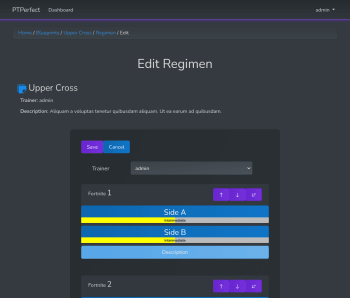 PTPerfect Dashboard admin
Home / Blueprints / Upper Cross / Regimen / Edit
Edit Regimen
Upper Cross
Trainer: admin
Description: Aliquam a voluptas tenetur quibusdam aliquam. Ut ea earum ad quibusdam.
Save Cancel
Trainer admin
Fortnite 1
Side A
Intermediate
Side B
Intermediate
Description
Fortnite 2